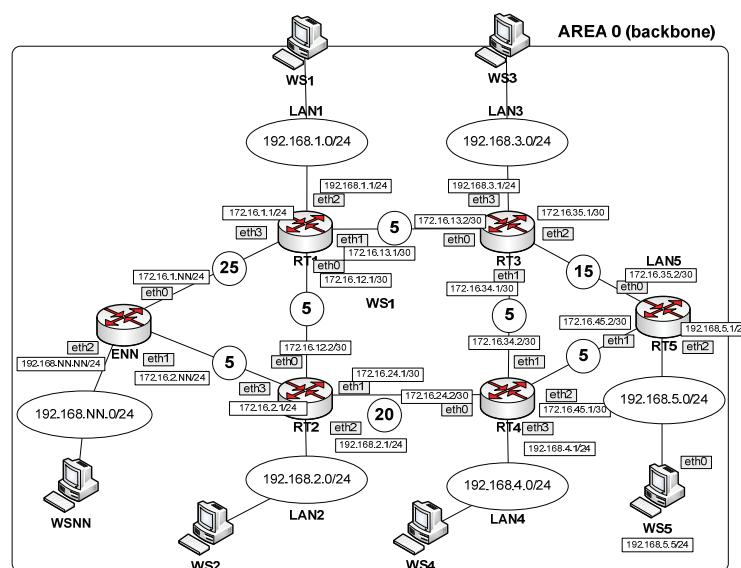 AREA 0 (backbone)
WS1
WS3
LAN1
LAN3
192.168.1.0/24
192.168.3.0/24
192.168.1.1/24
192.168.3.1/24
eth2
eth3
172.16.1.1/24
172.16.35.1/30
eth3
5
172.16.13.2/30
eth1
eth0
eth2
172.16.13.1/30
RT1
RT3
LAN5
25
eth0
eth1
15
172.16.35.2/30
172.16.12.1/30
172.16.34.1/30
eth0
172.16.1.NN/24
WS1
eth0
5
5
172.16.45.2/30
192.168.5.1/2
172.16.12.2/30
172.16.34.2/30
eth1
RT5
eth2
ENN
eth2
192.168.NN.NN/24
eth1
5
eth0
eth1
5
172.16.2.NN/24
172.16.24.1/30
eth3
eth1
172.16.24.2/30
eth2
172.16.2.1/24
20
eth0
172.16.45.1/30
192.168.5.0/24
192.168.NN.0/24
RT2
eth2
RT4
eth3
192.168.2.1/24
192.168.4.1/24
192.168.2.0/24
192.168.4.0/24
eth0
WSNN
LAN2
LAN4
WS5
192.168.5.5/24
WS2
WS4